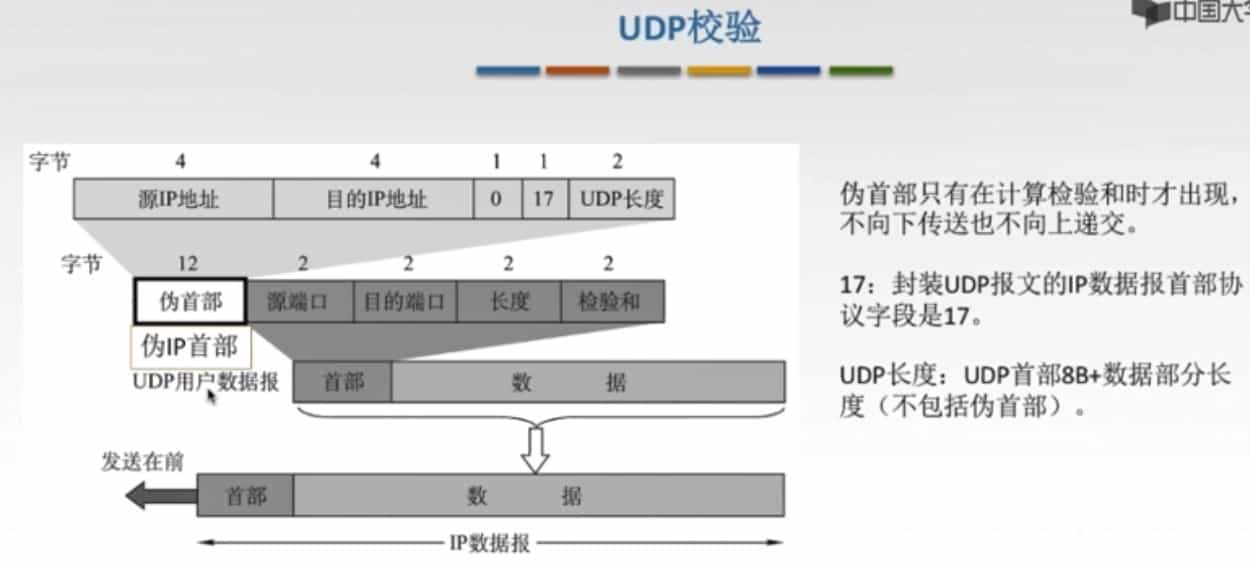 中国大学
UDP校验
字节 4 4 1 1 2
源IP地址 目的IP地址 0 17 UDP长度
字节 12 2 2 2 2
伪首部 源端口 目的端口 长度 检验和
伪IP首部
UDP用户数据报 首部 数 据
发送在前
首部 数 据
IP数据报
伪首部只有在计算检验和时才出现，
不向下传送也不向上递交。
17：封装UDP报文的IP数据报首部协
议字段是17。
UDP长度：UDP首部8B+数据部分长
度（不包括伪首部）。